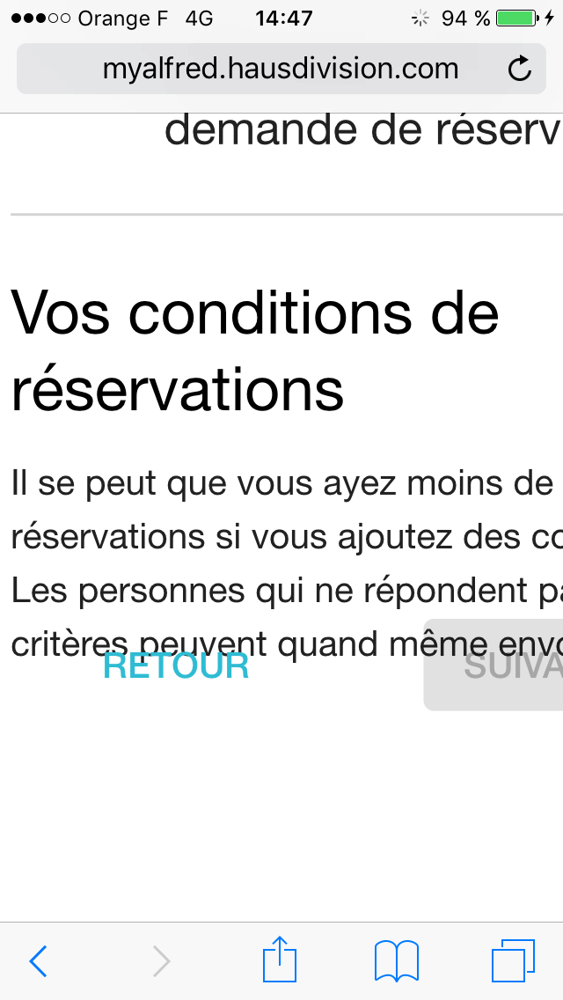 Orange F 4G 14:47 94 %
myalfred.hausdivision.com
demande de réserv
Vos conditions de
réservations
Il se peut que vous ayez moins de
réservations si vous ajoutez des co
Les personnes qui ne répondent pa
critères peuvent quand même envo
RETOUR SUIVA